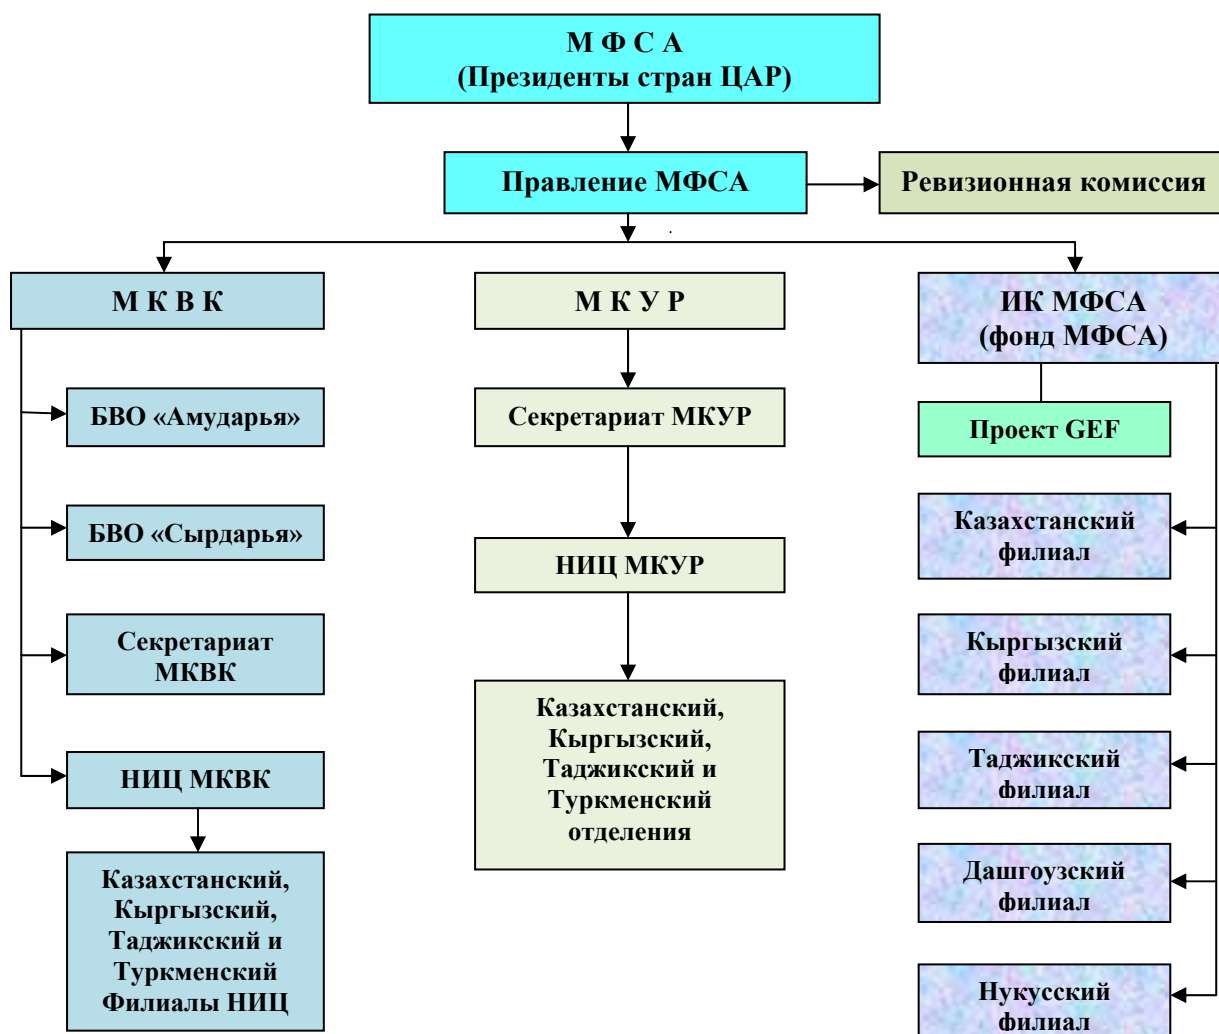 М Ф С А
(Президенты стран ЦАР)
Правление МФСА
Ревизионная комиссия
М К В К
БВО «Амударья»
БВО «Сырдарья»
Секретариат
МКВК
НИЦ МКВК
Казахстанский,
Кыргызский,
Таджикский и
Туркменский
Филиалы НИЦ
М К У Р
Секретариат МКУР
НИЦ МКУР
Казахстанский,
Кыргызский,
Таджикский и
Туркменский
отделения
ИК МФСА
(фонд МФСА)
Проект GEF
Казахстанский
филиал
Кыргызский
филиал
Таджикский
филиал
Дашгоузский
филиал
Нукусский
филиал